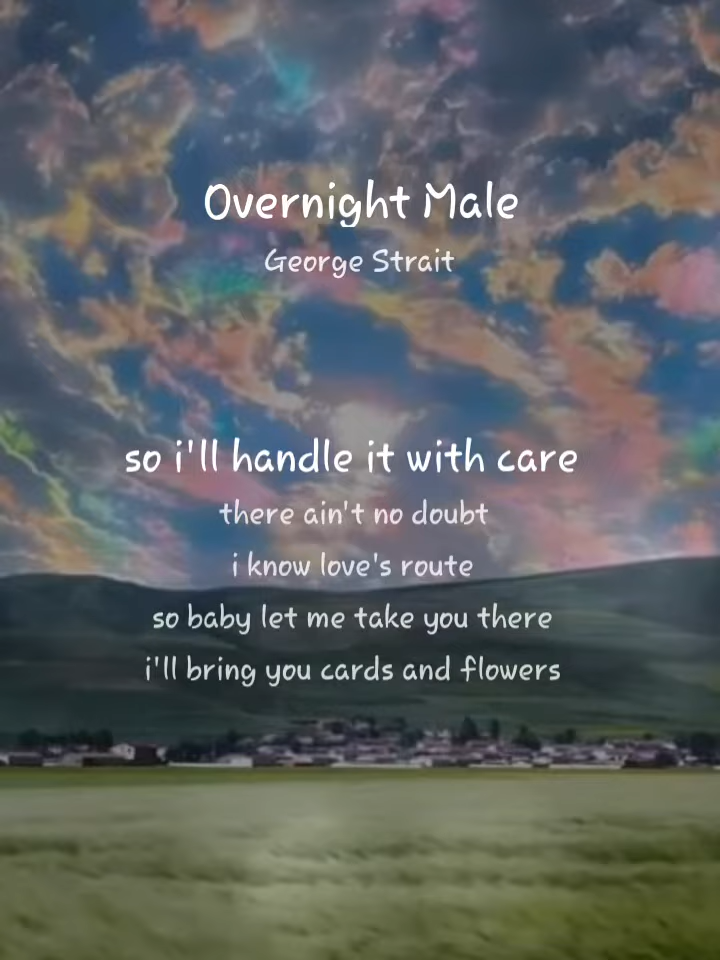 Overnight Male
George Strait
so i'll handle it with care
there ain't no doubt
i know love's route
so baby let me take you there
i'll bring you cards and flowers